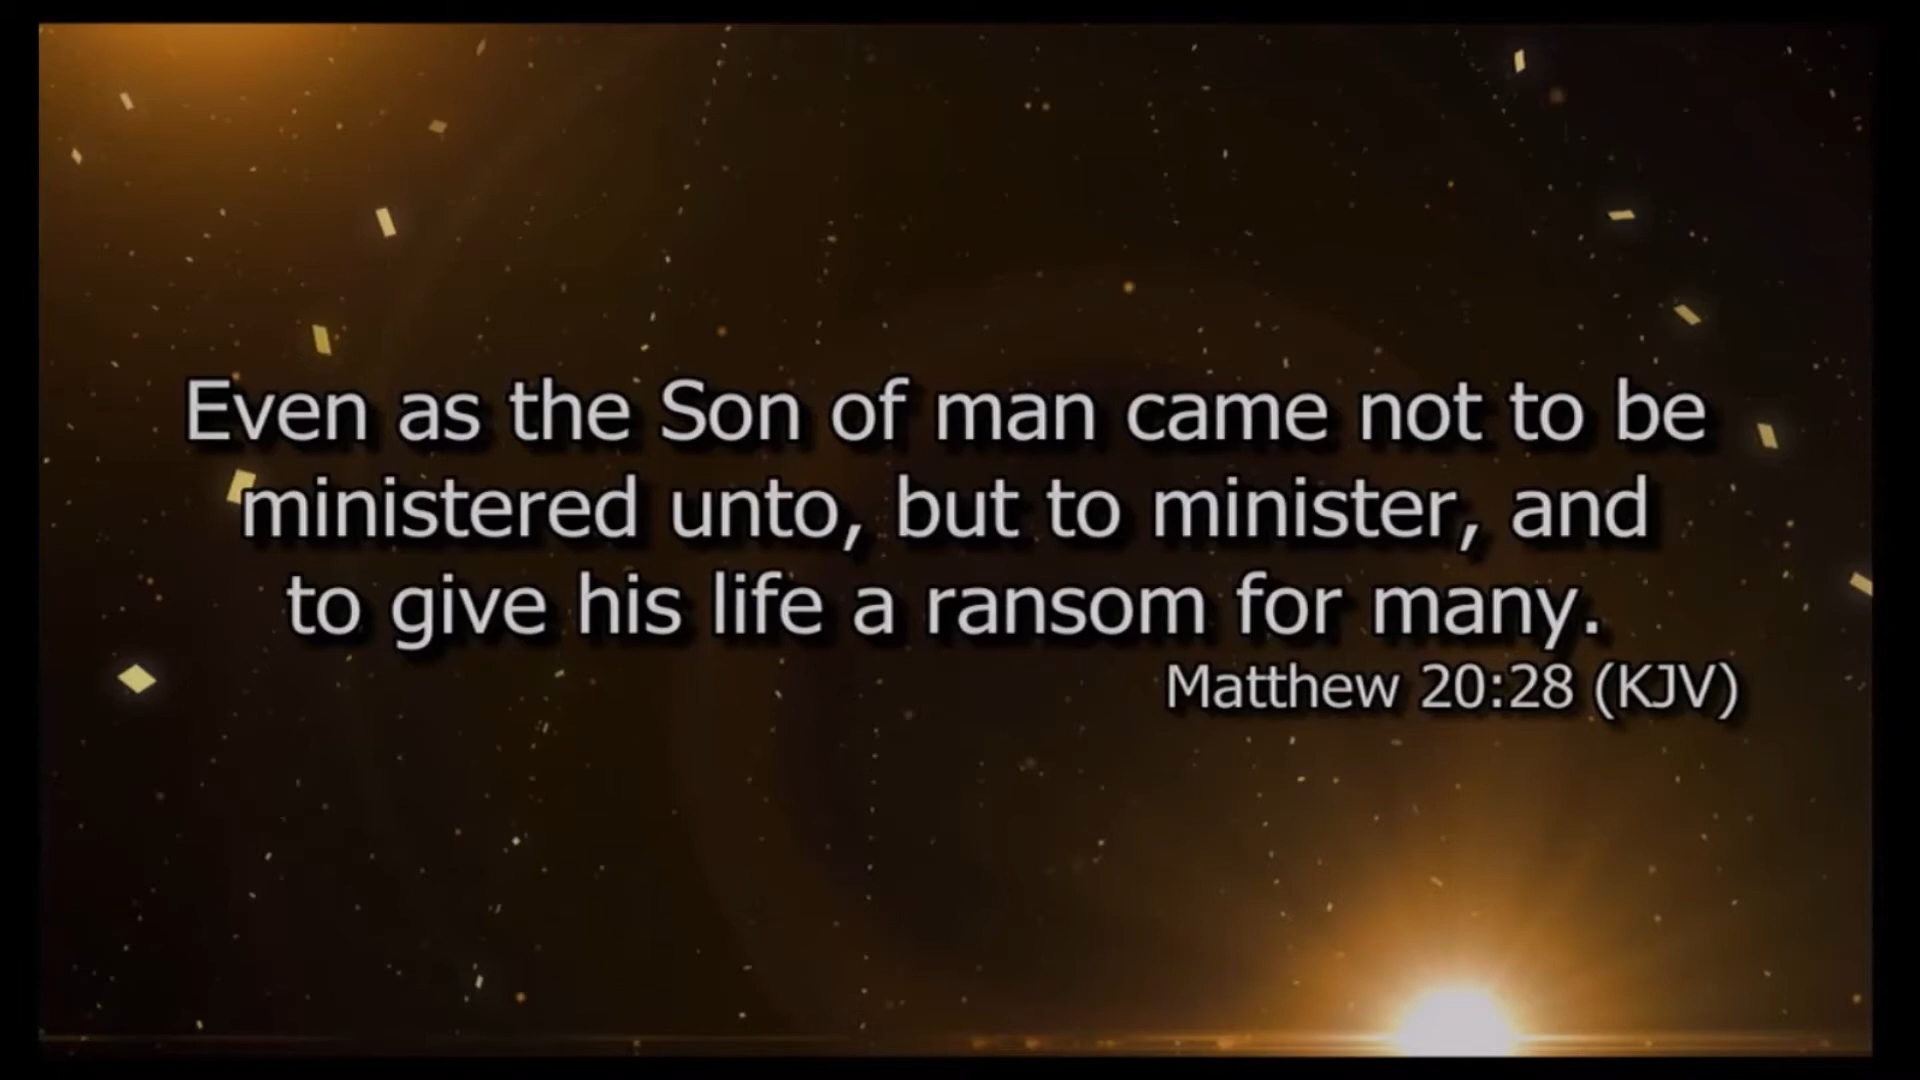 Even as the Son of man came not to be
ministered unto, but to minister, and
to give his life a ransom for many.
Matthew 20:28 (KJV)